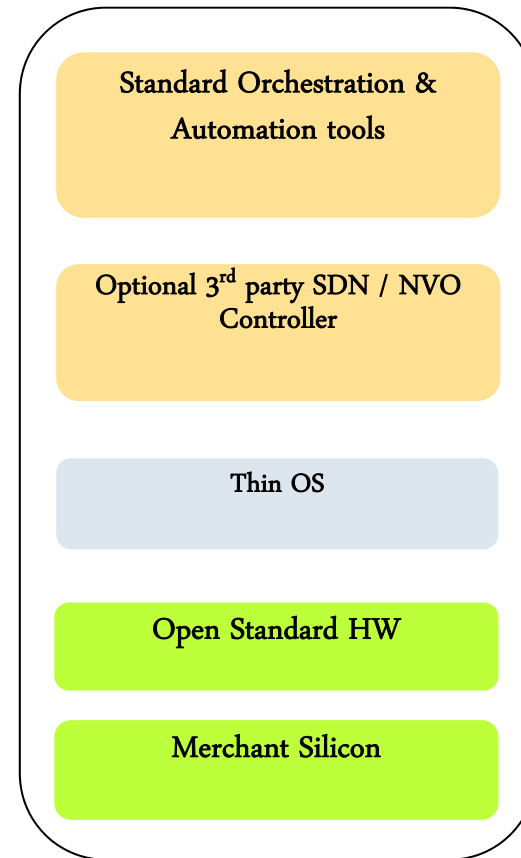 Standard Orchestration &
Automation tools
Optional 3rd party SDN / NVO
Controller
Thin OS
Open Standard HW
Merchant Silicon